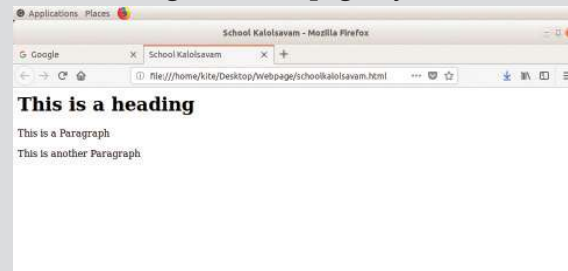 Applications Places
School Kalolsavam - Mozilla Firefox
Google
School Kalolsavam
file:///home/kite/Desktop/Webpage/schoolkalolsavam.html
This is a heading
This is a Paragraph
This is another Paragraph